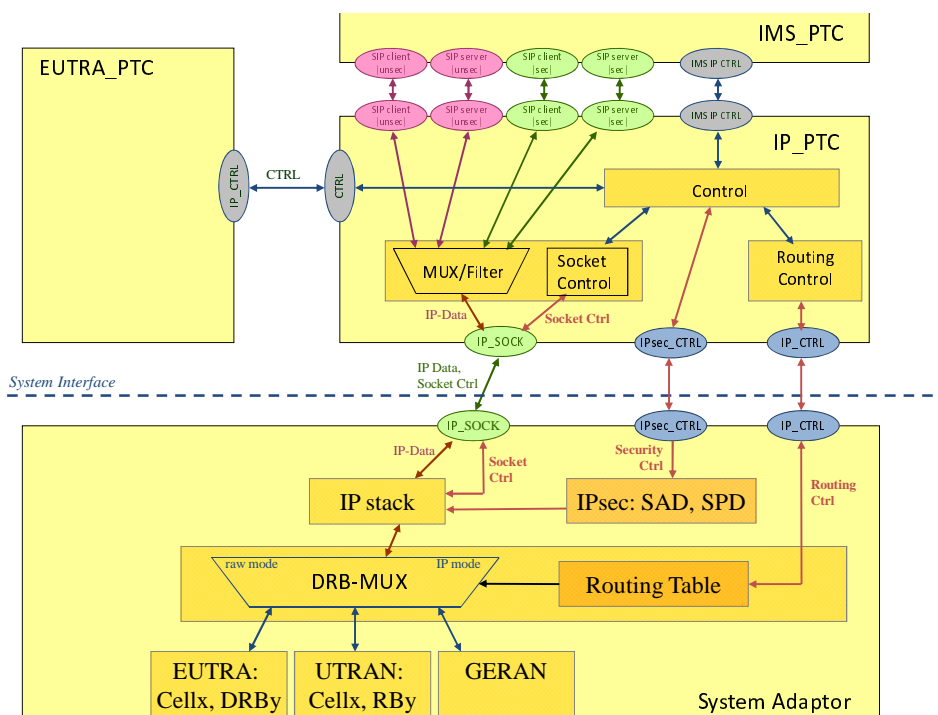 IMS_PTC
EUTRA_PTC
SIP client
|unsec|
SIP server
|unsec|
SIP client
|sec|
SIP server
|sec|
IMS IP CTRL
SIP client
|unsec|
SIP server
|unsec|
SIP client
|sec|
SIP server
|sec|
IMS IP CTRL
IP_PTC
IP_CTRL
CTRL
CTRL
Control
MUX/Filter
Socket
Control
Routing
Control
IP-Data
Socket Ctrl
IP_SOCK
IPsec_CTRL
IP_CTRL
IP Data,
Socket Ctrl
System Interface
IP_SOCK
IPsec_CTRL
IP_CTRL
IP-Data
Socket
Ctrl
Security
Ctrl
Routing
Ctrl
IP stack
IPsec: SAD, SPD
raw mode
IP mode
DRB-MUX
Routing Table
EUTRA:
Cellx, DRBy
UTRAN:
Cellx, RBy
GERAN
System Adaptor